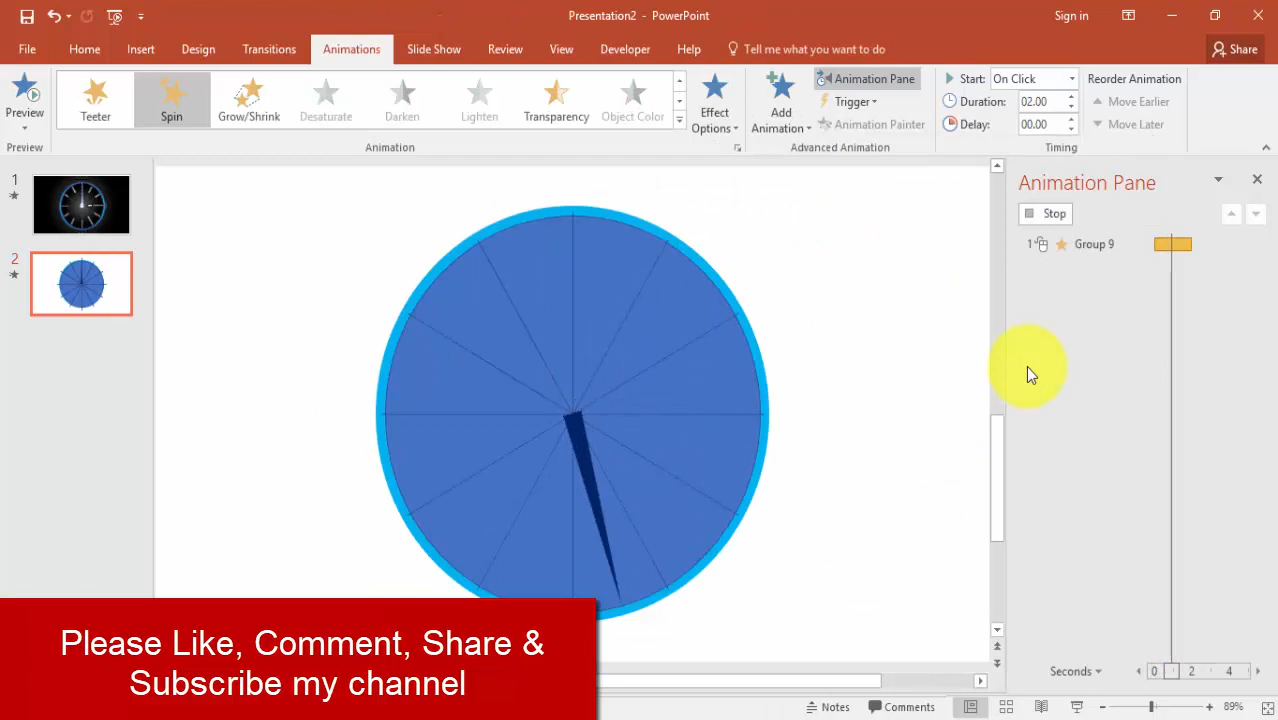 Presentation2 - PowerPoint
Sign in
File
Home
Insert
Design
Transitions
Animations
Slide Show
Review
View
Developer
Help
Tell me what you want to do
Share
Preview
Teeter
Spin
Grow/Shrink
Desaturate
Darken
Lighten
Transparency
Object Color
Effect
Options
Add
Animation
Animation Pane
Trigger
Animation Painter
Start: On Click
Duration: 02.00
Delay: 00.00
Reorder Animation
Move Earlier
Move Later
Preview
Animation
Advanced Animation
Timing
1
2
Animation Pane
Stop
1 Group 9
Seconds 0 2 4
Please Like, Comment, Share &
Subscribe my channel
Notes
Comments
89%